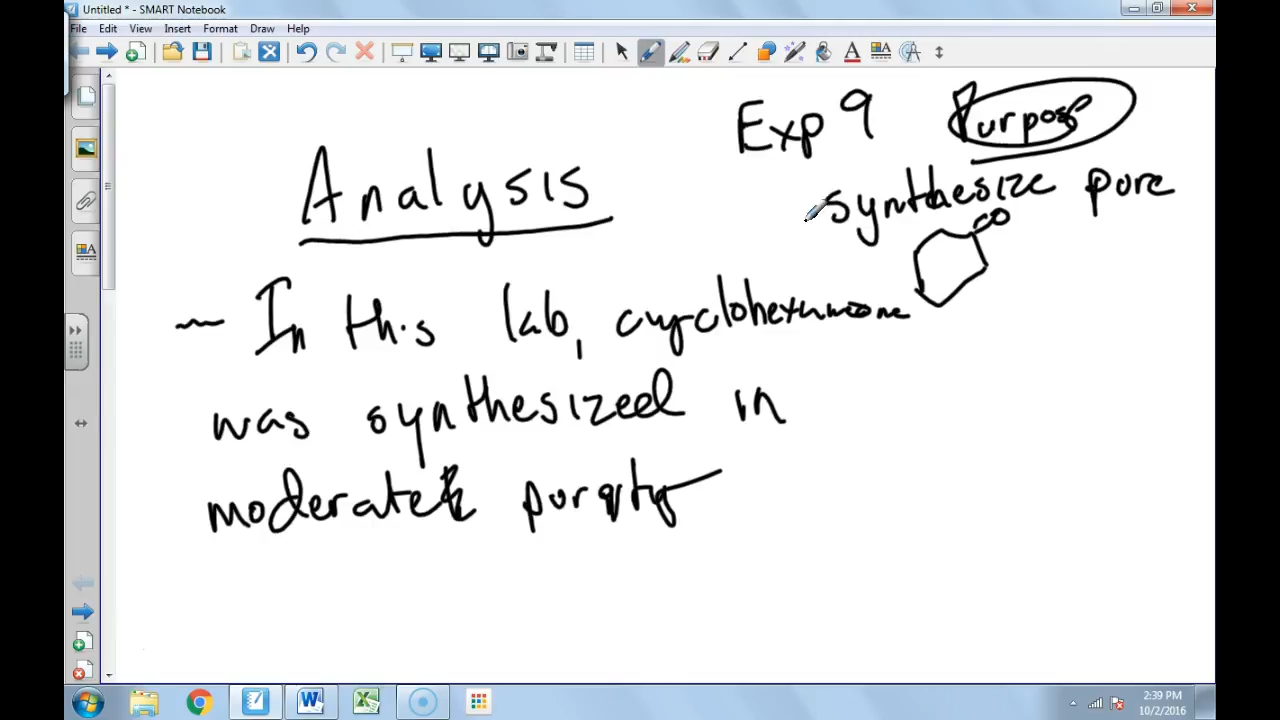 Untitled * - SMART Notebook
File Edit View Insert Format Draw Help
Exp 9 Purpose
Analysis
synthesize pure
~ In this lab, cyclohexanone
was synthesized in
moderate purity
2:39 PM
10/2/2016